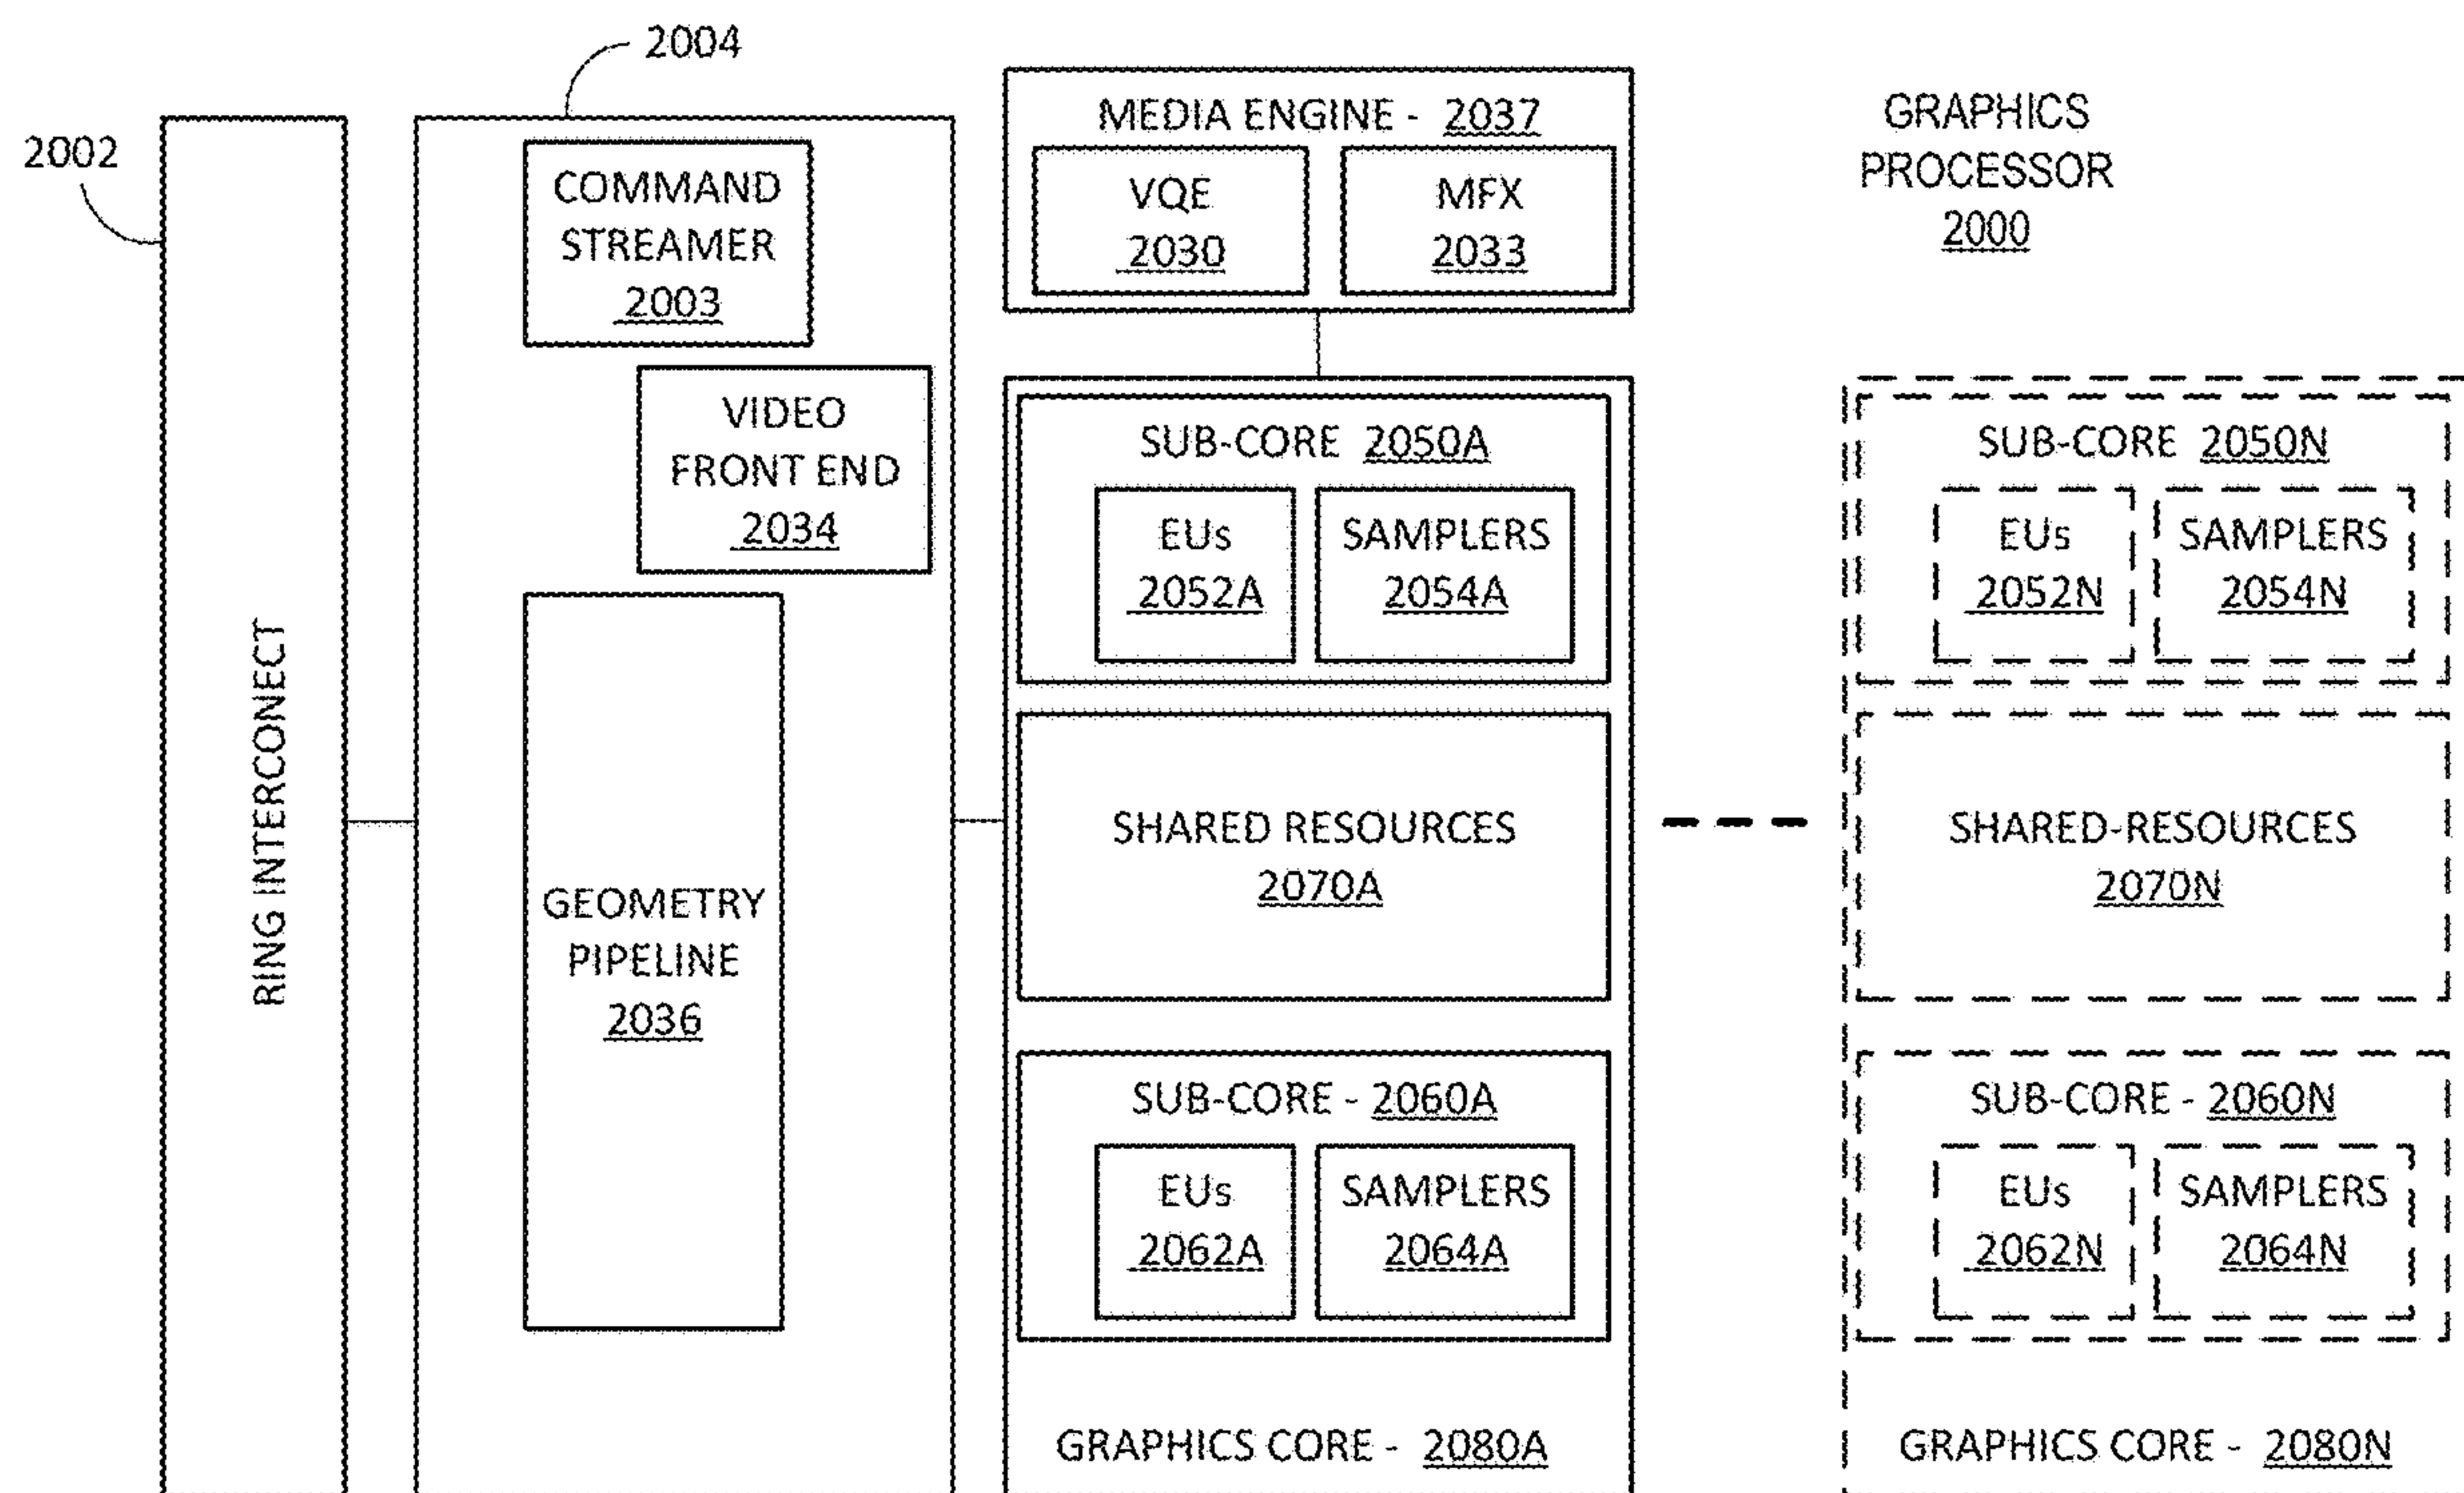 2004
2002
COMMAND
STREAMER
2003
VIDEO
FRONT END
2034
GEOMETRY
PIPELINE
2036
RING INTERCONECT
MEDIA ENGINE - 2037
VQE
2030
MFX
2033
GRAPHICS
PROCESSOR
2000
SUB-CORE 2050A
EUs
2052A
SAMPLERS
2054A
SHARED RESOURCES
2070A
SUB-CORE - 2060A
EUs
2062A
SAMPLERS
2064A
GRAPHICS CORE - 2080A
SUB-CORE 2050N
EUs
2052N
SAMPLERS
2054N
SHARED-RESOURCES
2070N
SUB-CORE - 2060N
EUs
2062N
SAMPLERS
2064N
GRAPHICS CORE - 2080N